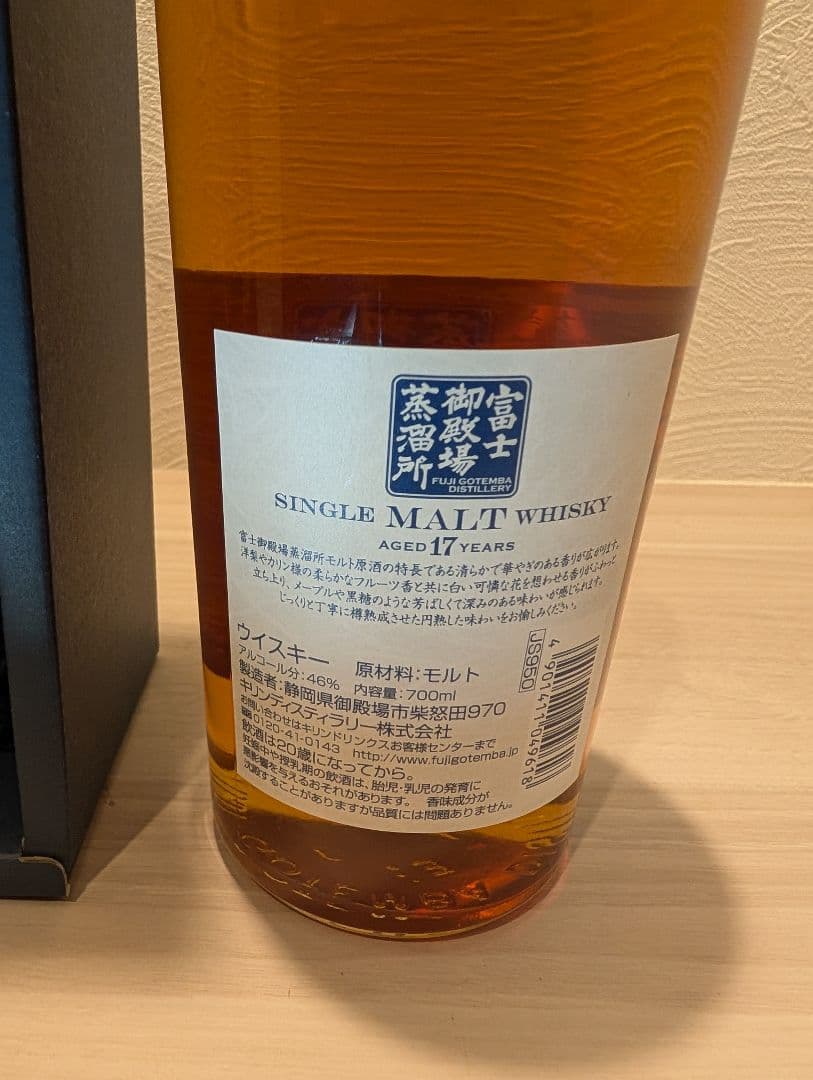 富士
御殿場
蒸溜所
FUJI GOTEMBA
DISTILLERY
SINGLE MALT WHISKY
AGED 17 YEARS
富士御殿場蒸溜所モルト原酒の特長である清らかで華やぎのある香りが広がります。
洋梨やカリン様の柔らかなフルーツ香と共に白い可憐な花を想わせる香りがふわっと
立ち上り、メープルや黒糖のような芳ばしくて深みのある味わいが感じられます。
じっくりと丁寧に樽熟成させた円熟した味わいをお愉しみください。
ウイスキー 原材料:モルト
アルコール分:46% 内容量:700ml
製造者:静岡県御殿場市柴怒田970
キリンディスティラリー株式会社
お問い合わせはキリンドリンクスお客様センターまで
☎0120-41-0143 http://www.fujigotemba.jp
飲酒は20歳になってから。
妊娠中や授乳期の飲酒は、胎児・乳児の発育に
悪影響を与えるおそれがあります。 香味成分が
沈殿することがありますが品質には問題ありません。
JS950
4 901411 049618